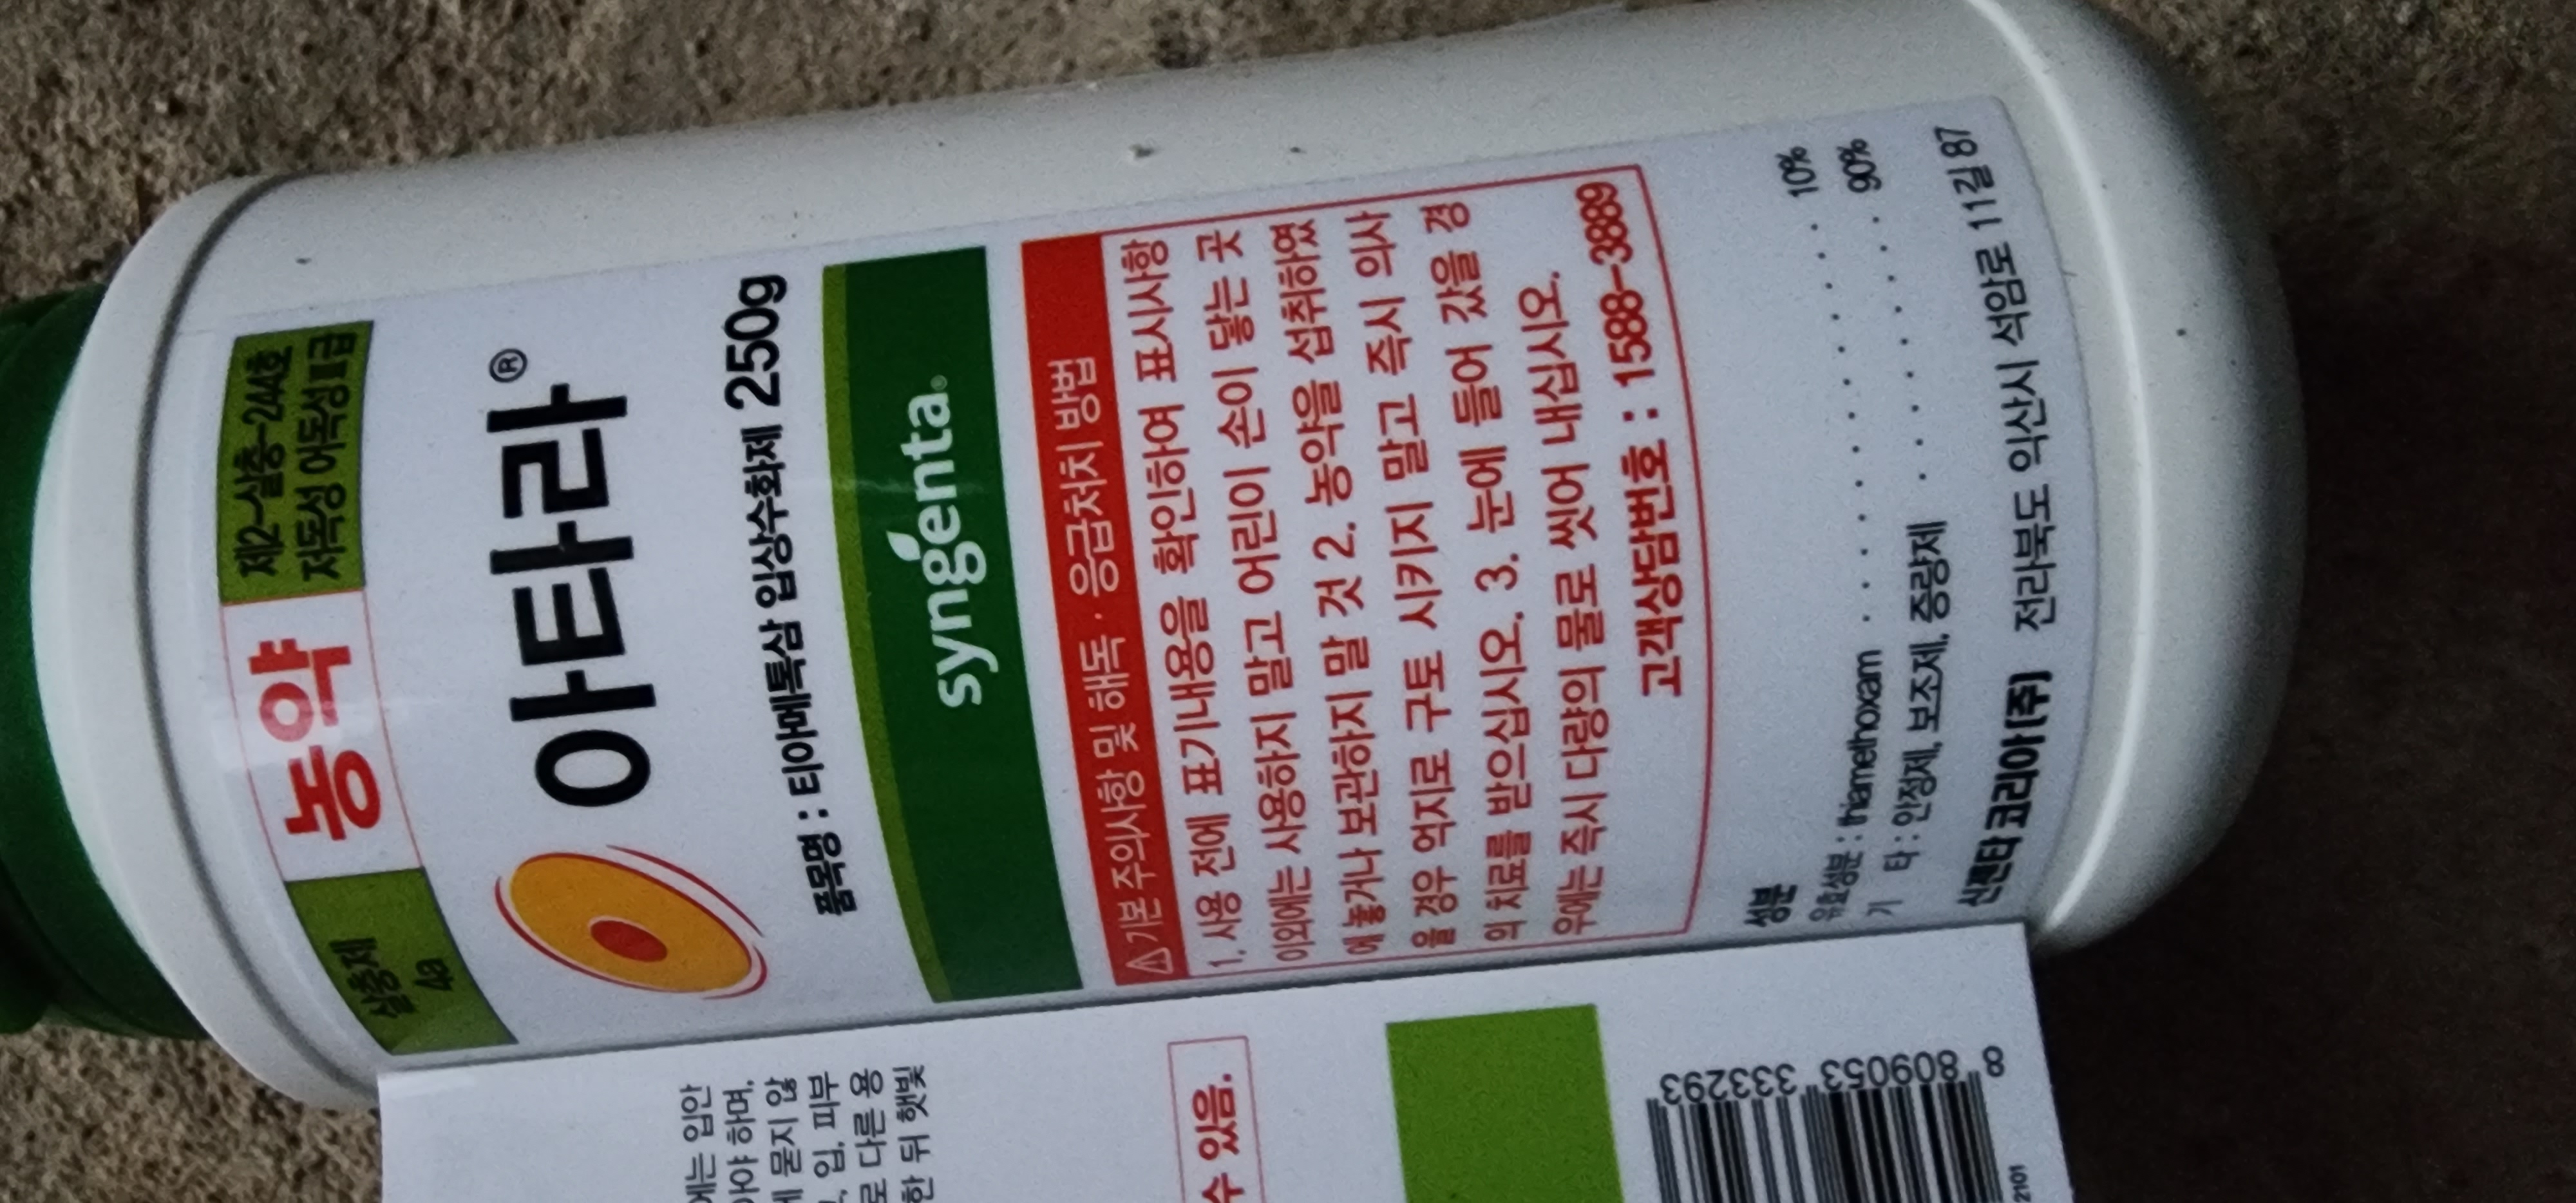 살충제
4a
농약
제2-살충-244호
저독성 어독성Ⅲ급
아타라®
품목명 : 티아메톡삼 입상수화제 250g
syngenta®
⚠기본 주의사항 및 해독 · 응급처치 방법
1. 사용 전에 표기내용을 확인하여 표시사항
이외에는 사용하지 말고 어린이 손이 닿는 곳
에 놓거나 보관하지 말 것 2. 농약을 섭취하였
을 경우 억지로 구토 시키지 말고 즉시 의사
의 치료를 받으십시오. 3. 눈에 들어 갔을 경
우에는 즉시 다량의 물로 씻어 내십시오.
고객상담번호 : 1588-3889
성분
유효성분 : thiamethoxam . . . . . . . . . . . . 10%
기 타 : 안정제, 보조제, 증량제 . . . . . . . . 90%
신젠타코리아(주) 전라북도 익산시 석암로 11길 87
에는 입안
아야 하며,
에 묻지 않
, 입, 피부
로 다른 용
한 뒤 햇빛
수 있음.
8 809053 333293
2101